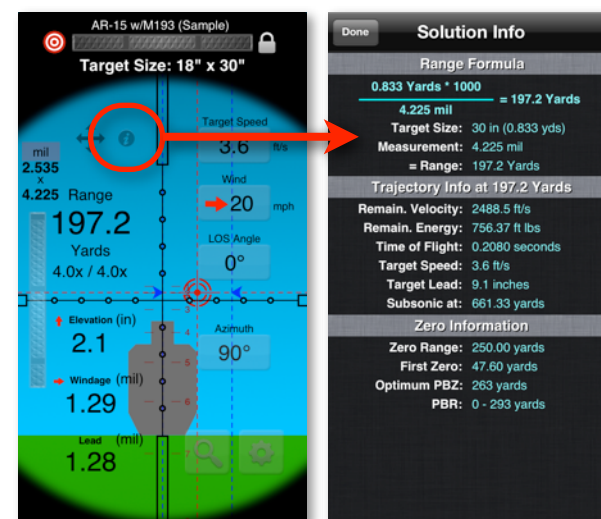 AR-15 w/M193 (Sample)
Target Size: 18" x 30"
Target Speed
3.6 ft/s
mil
2.535
x
4.225 Range
197.2
Yards
4.0x / 4.0x
Wind
20 mph
LOS Angle
0°
3
Elevation (in)
2.1
4
Azimuth
90°
5
Windage (mil)
1.29
6
Lead (mil)
1.28
7
Done
Solution Info
Range Formula
0.833 Yards * 1000
4.225 mil
= 197.2 Yards
Target Size: 30 in (0.833 yds)
Measurement: 4.225 mil
= Range: 197.2 Yards
Trajectory Info at 197.2 Yards
Remain. Velocity: 2488.5 ft/s
Remain. Energy: 756.37 ft lbs
Time of Flight: 0.2080 seconds
Target Speed: 3.6 ft/s
Target Lead: 9.1 inches
Subsonic at: 661.33 yards
Zero Information
Zero Range: 250.00 yards
First Zero: 47.60 yards
Optimum PBZ: 263 yards
PBR: 0 - 293 yards